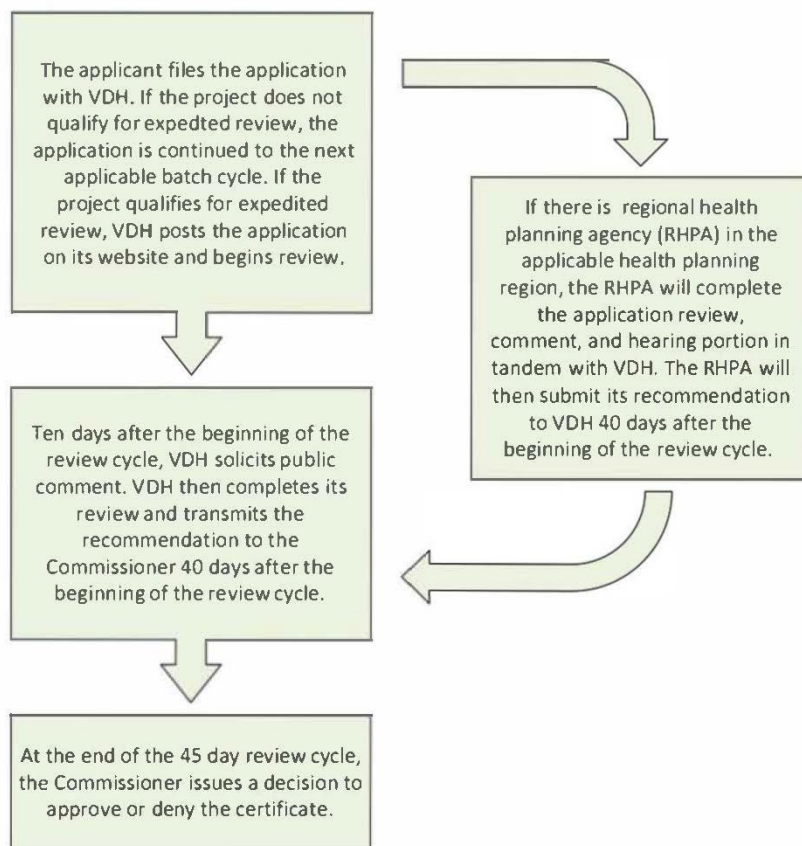 The applicant files the application
with VDH. If the project does not
qualify for expedted review, the
application is continued to the next
applicable batch cycle. If the
project qualifies for expedited
review, VDH posts the application
on its website and begins review.
If there is regional health
planning agency (RHPA) in the
applicable health planning
region, the RHPA will complete
the application review,
comment, and hearing portion in
tandem with VDH. The RHPA will
then submit its recommendation
to VDH 40 days after the
beginning of the review cycle.
Ten days after the beginning of the
review cycle, VDH solicits public
comment. VDH then completes its
review and transmits the
recommendation to the
Commissioner 40 days after the
beginning of the review cycle.
At the end of the 45 day review cycle,
the Commissioner issues a decision to
approve or deny the certificate.